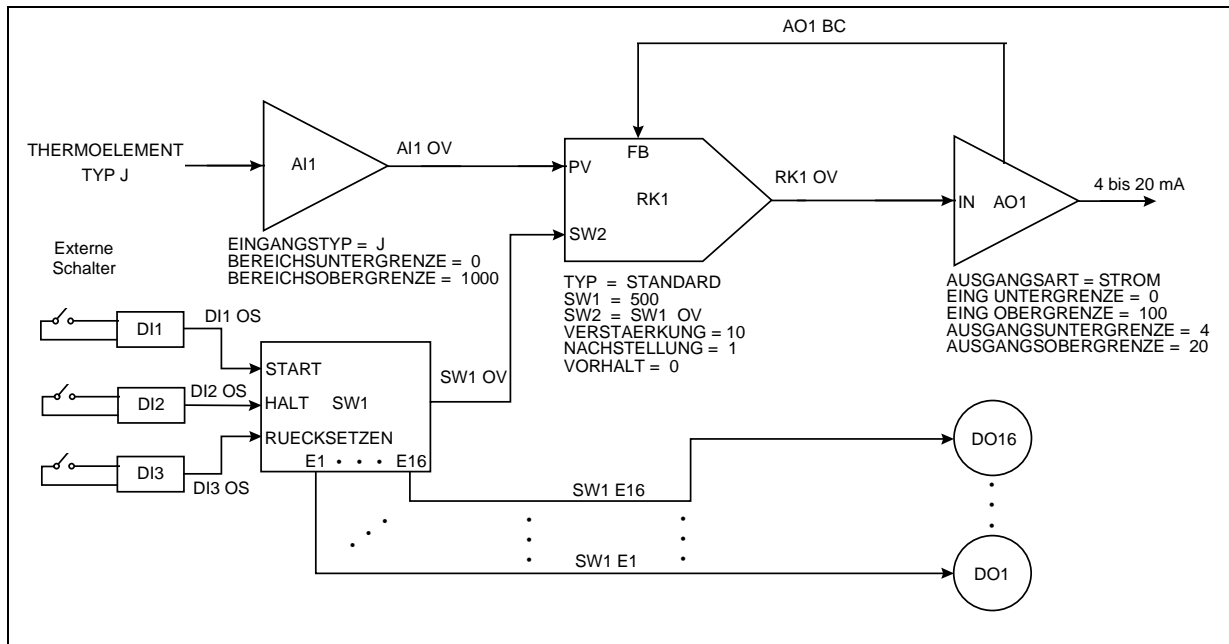 AO1 BC
THERMOELEMENT
TYP J
AI1
AI1 OV
PV
FB
RK1
SW2
RK1 OV
IN
AO1
4 bis 20 mA
EINGANGSTYP = J
BEREICHSUNTERGRENZE = 0
BEREICHSOBERGRENZE = 1000
TYP = STANDARD
SW1 = 500
SW2 = SW1 OV
VERSTAERKUNG = 10
NACHSTELLUNG = 1
VORHALT = 0
AUSGANGSART = STROM
EING UNTERGRENZE = 0
EING OBERGRENZE = 100
AUSGANGSUNTERGRENZE = 4
AUSGANGSOBERGRENZE = 20
Externe
Schalter
DI1
DI1 OS
DI2
DI2 OS
DI3
DI3 OS
START
HALT
SW1
RUECKSETZEN
E1 • • • E16
SW1 OV
SW1 E16
SW1 E1
DO16
DO1